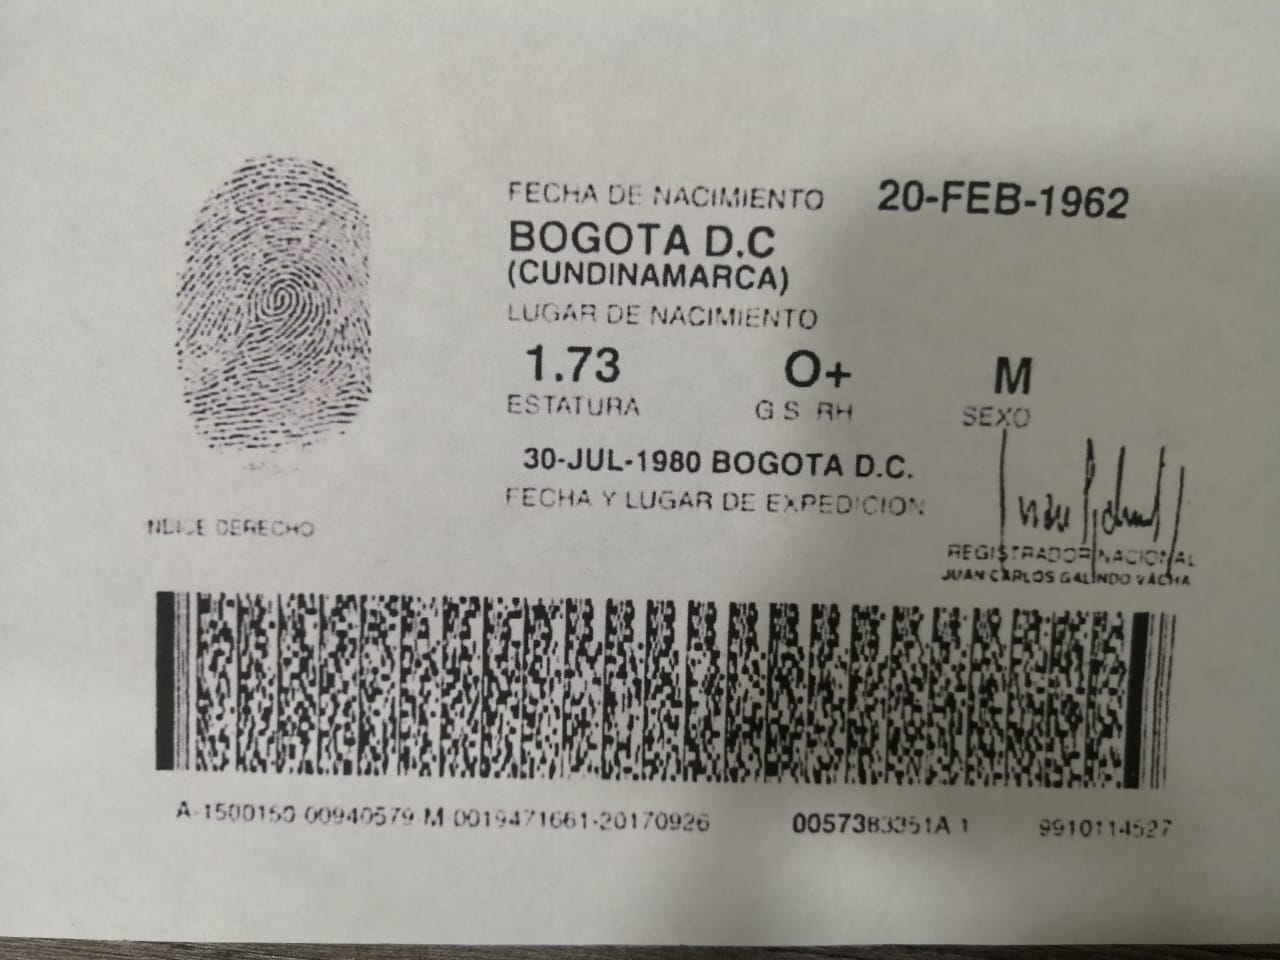 FECHA DE NACIMIENTO 20-FEB-1962
BOGOTA D.C
(CUNDINAMARCA)
LUGAR DE NACIMIENTO
1.73 O+ M
ESTATURA G.S. RH SEXO
30-JUL-1980 BOGOTA D.C.
FECHA Y LUGAR DE EXPEDICION
INDICE DERECHO
REGISTRADOR NACIONAL
JUAN CARLOS GALINDO VACHA
A-1500150-00940579-M-0019471661-20170926 0057383351A 1 9910114527